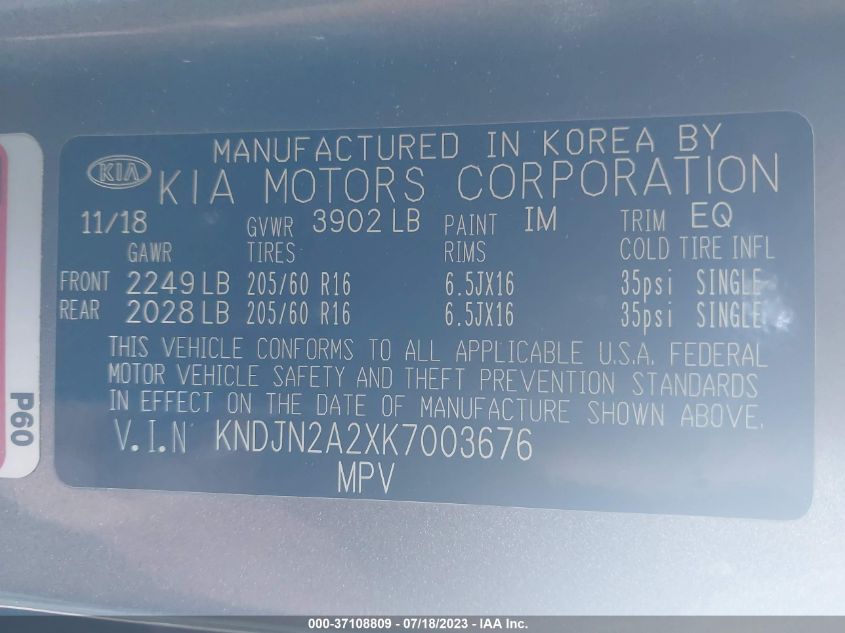 MANUFACTURED IN KOREA BY
KIA KIA MOTORS CORPORATION
11/18 GVWR 3902 LB PAINT IM TRIM EQ
GAWR TIRES RIMS COLD TIRE INFL
FRONT 2249 LB 205/60 R16 6.5JX16 35psi SINGLE
REAR 2028 LB 205/60 R16 6.5JX16 35psi SINGLE
THIS VEHICLE CONFORMS TO ALL APPLICABLE U.S.A. FEDERAL
MOTOR VEHICLE SAFETY AND THEFT PREVENTION STANDARDS
IN EFFECT ON THE DATE OF MANUFACTURE SHOWN ABOVE.
V.I.N KNDJN2A2XK7003676
MPV
P60
000-37108809 - 07/18/2023 - IAA Inc.